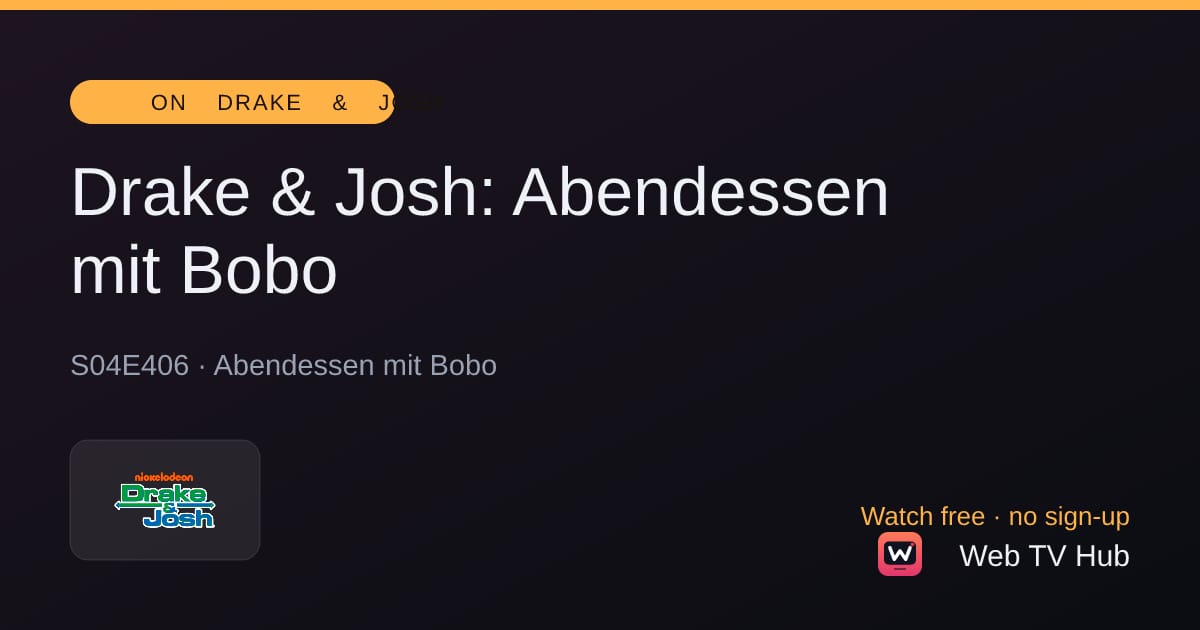 ON DRAKE & JOSH
Drake & Josh: Abendessen
mit Bobo
S04E406 · Abendessen mit Bobo
nickelodeon
Drake
&
Josh
Watch free · no sign-up
W
Web TV Hub